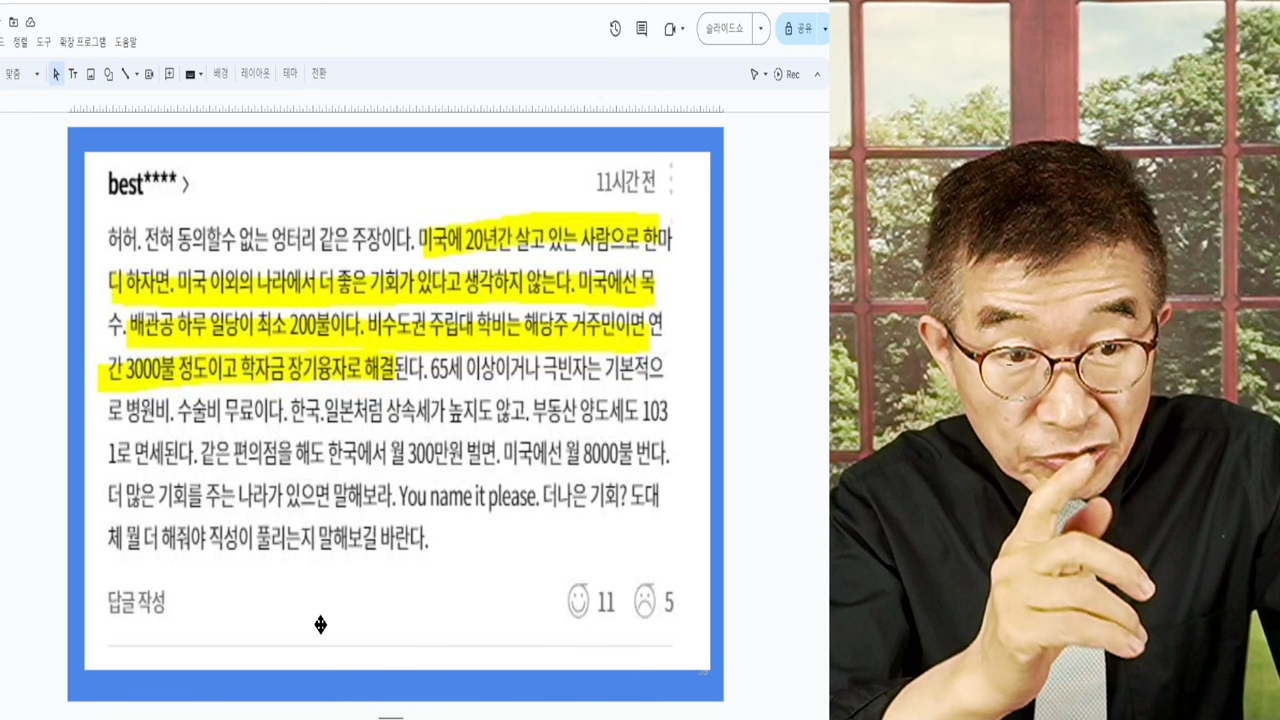 정렬 도구 확장 프로그램 도움말
슬라이드쇼
공유
맞춤
배경 레이아웃 테마 전환
Rec
best**** 〉
11시간 전
허허. 전혀 동의할수 없는 엉터리 같은 주장이다. 미국에 20년간 살고 있는 사람으로 한마
디 하자면. 미국 이외의 나라에서 더 좋은 기회가 있다고 생각하지 않는다. 미국에선 목
수. 배관공 하루 일당이 최소 200불이다. 비수도권 주립대 학비는 해당주 거주민이면 연
간 3000불 정도이고 학자금 장기융자로 해결된다. 65세 이상이거나 극빈자는 기본적으
로 병원비. 수술비 무료이다. 한국.일본처럼 상속세가 높지도 않고. 부동산 양도세도 103
1로 면세된다. 같은 편의점을 해도 한국에서 월 300만원 벌면. 미국에선 월 8000불 번다.
더 많은 기회를 주는 나라가 있으면 말해보라. You name it please. 더나은 기회? 도대
체 뭘 더 해줘야 직성이 풀리는지 말해보길 바란다.
답글 작성
11
5